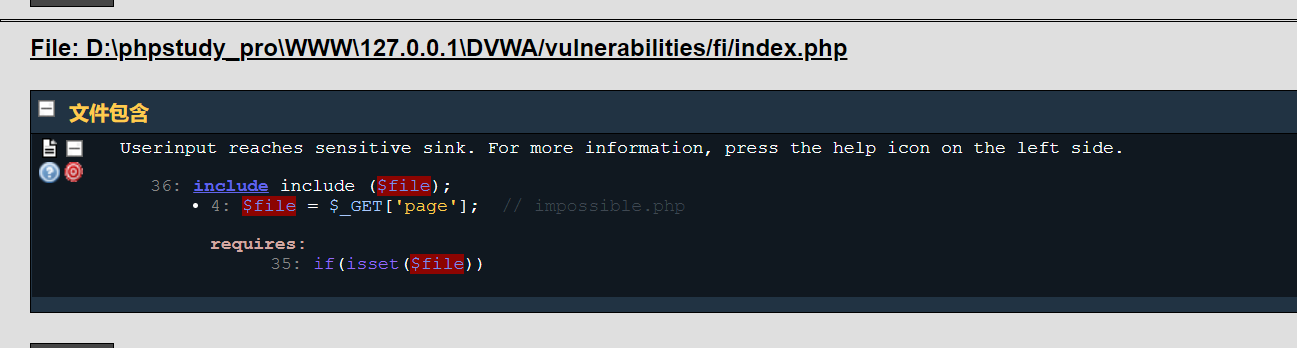 File: D:\phpstudy_pro\WWW\127.0.0.1\DVWA/vulnerabilities/fi/index.php
文件包含
Userinput reaches sensitive sink. For more information, press the help icon on the left side.
36: include include ($file);
• 4: $file = $_GET['page']; // impossible.php
requires:
35: if(isset($file))